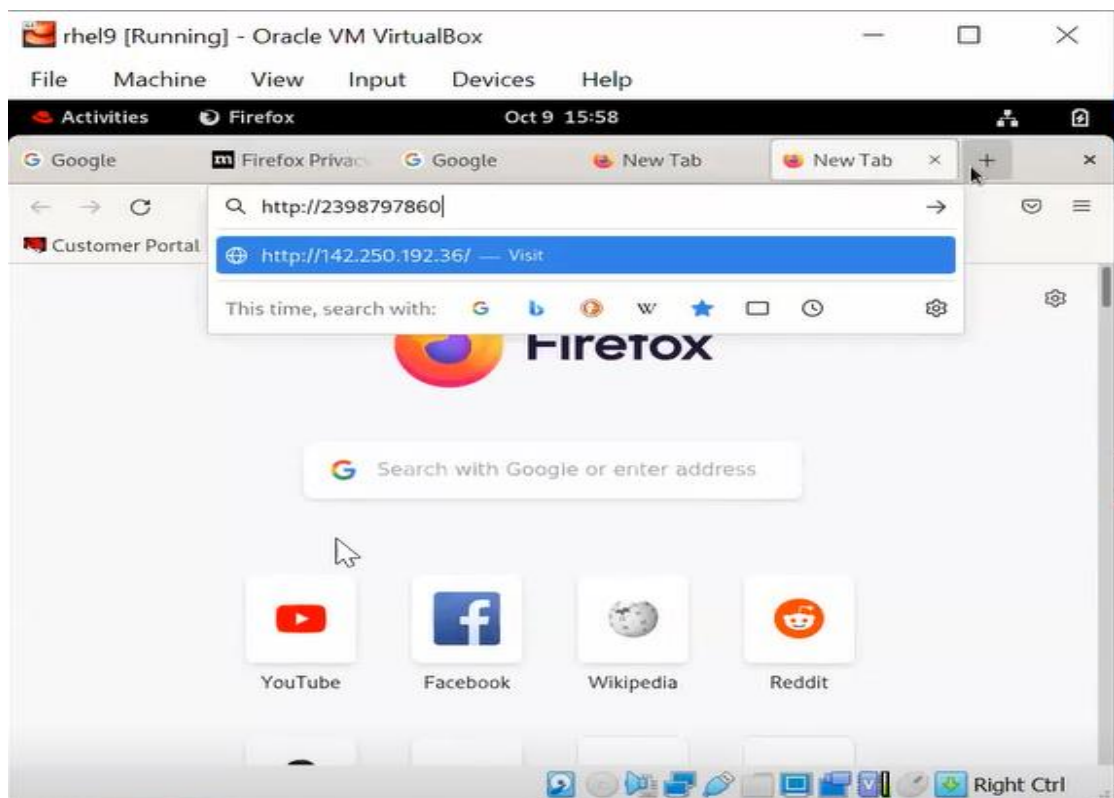 rhel9 [Running] - Oracle VM VirtualBox
File Machine View Input Devices Help
Activities Firefox Oct 9 15:58
Google Firefox Privac Google New Tab New Tab
http://2398797860
Customer Portal
http://142.250.192.36/ — Visit
This time, search with:
Firefox
Search with Google or enter address
YouTube Facebook Wikipedia Reddit
Right Ctrl